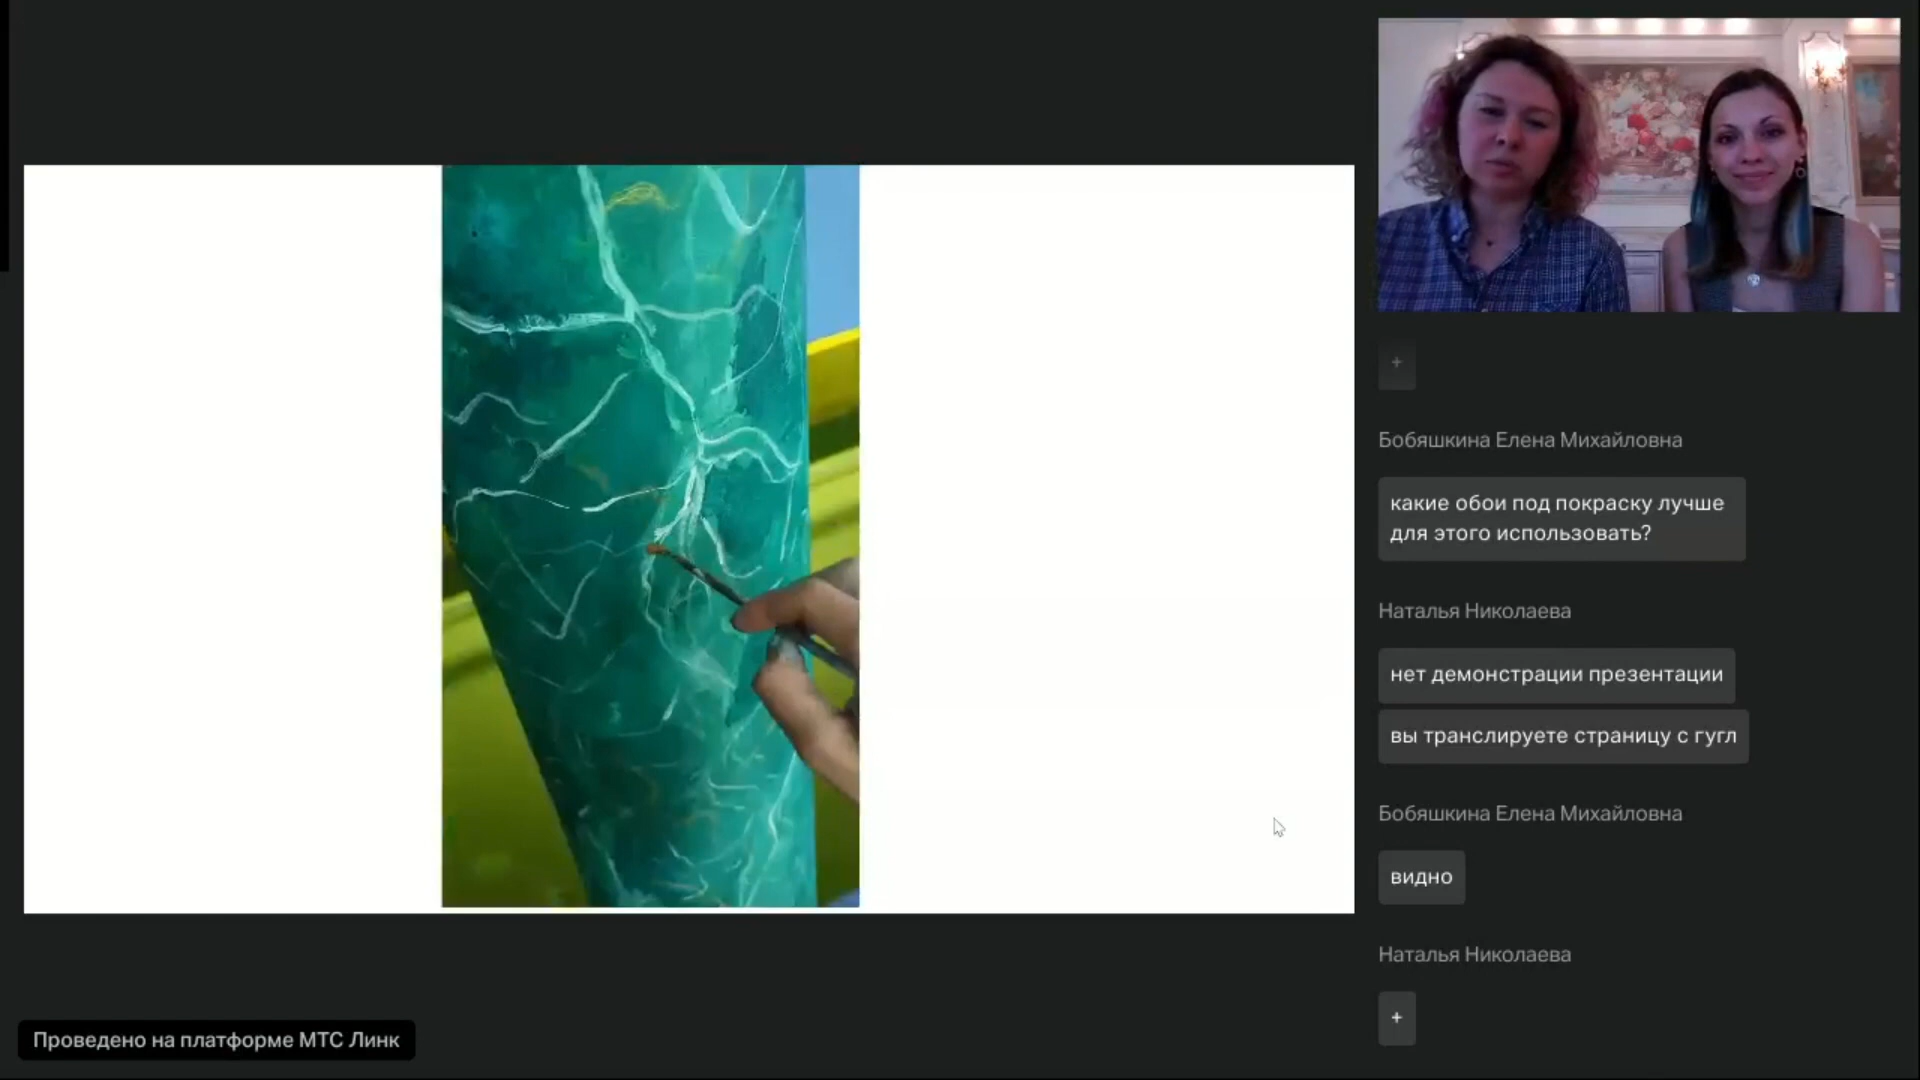 +
Бобяшкина Елена Михайловна
какие обои под покраску лучше
для этого использовать?
Наталья Николаева
нет демонстрации презентации
вы транслируете страницу с гугл
Бобяшкина Елена Михайловна
видно
Наталья Николаева
+
Проведено на платформе МТС Линк